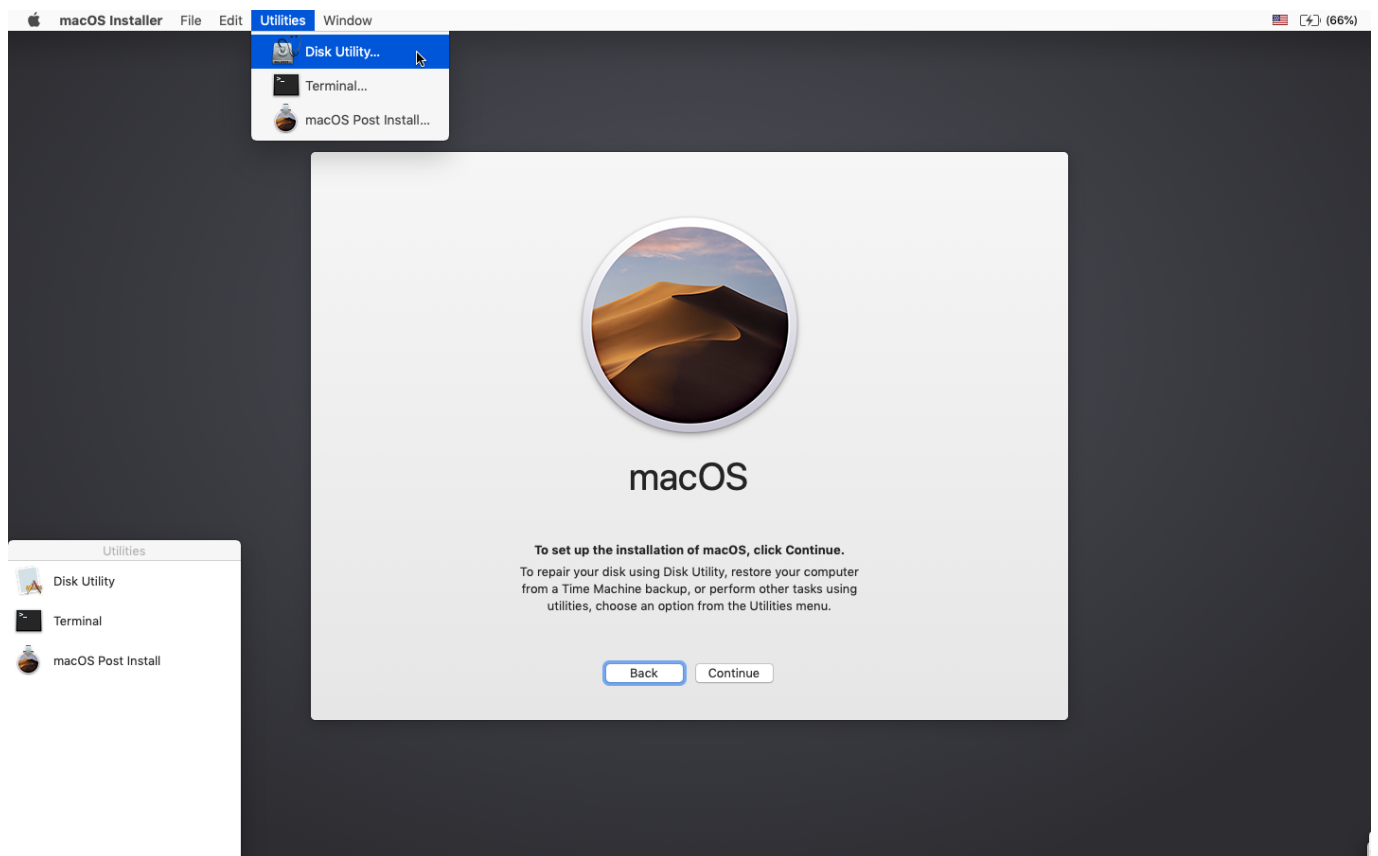 macOS Installer File Edit Utilities Window (66%)
Disk Utility...
Terminal...
macOS Post Install...
macOS
To set up the installation of macOS, click Continue.
To repair your disk using Disk Utility, restore your computer
from a Time Machine backup, or perform other tasks using
utilities, choose an option from the Utilities menu.
Back Continue
Utilities
Disk Utility
>_ Terminal
macOS Post Install